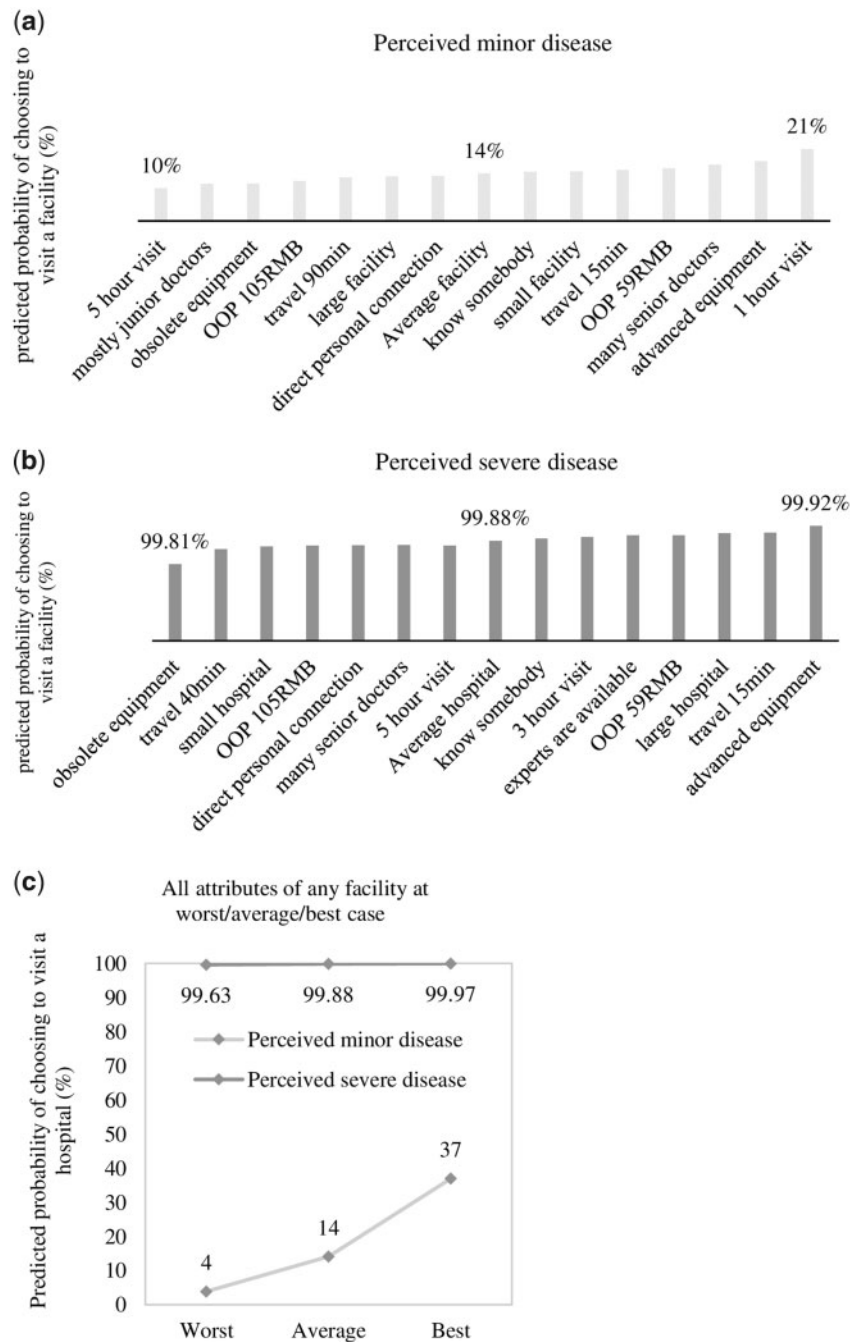 (a)
Perceived minor disease
predicted probability of choosing to
visit a facility (%)
10%
14%
21%
5 hour visit
mostly junior doctors
obsolete equipment
OOP 105RMB
travel 90min
large facility
direct personal connection
Average facility
know somebody
small facility
travel 15min
OOP 59RMB
many senior doctors
advanced equipment
1 hour visit
(b)
Perceived severe disease
predicted probability of choosing to
visit a facility (%)
99.81%
99.88%
99.92%
obsolete equipment
travel 40min
small hospital
OOP 105RMB
direct personal connection
many senior doctors
5 hour visit
Average hospital
know somebody
3 hour visit
experts are available
OOP 59RMB
large hospital
travel 15min
advanced equipment
(c)
All attributes of any facility at
worst/average/best case
Predicted probability of choosing to visit a
hospital (%)
100
90
80
70
60
50
40
30
20
10
0
99.63
99.88
99.97
Perceived minor disease
Perceived severe disease
4
14
37
Worst
Average
Best